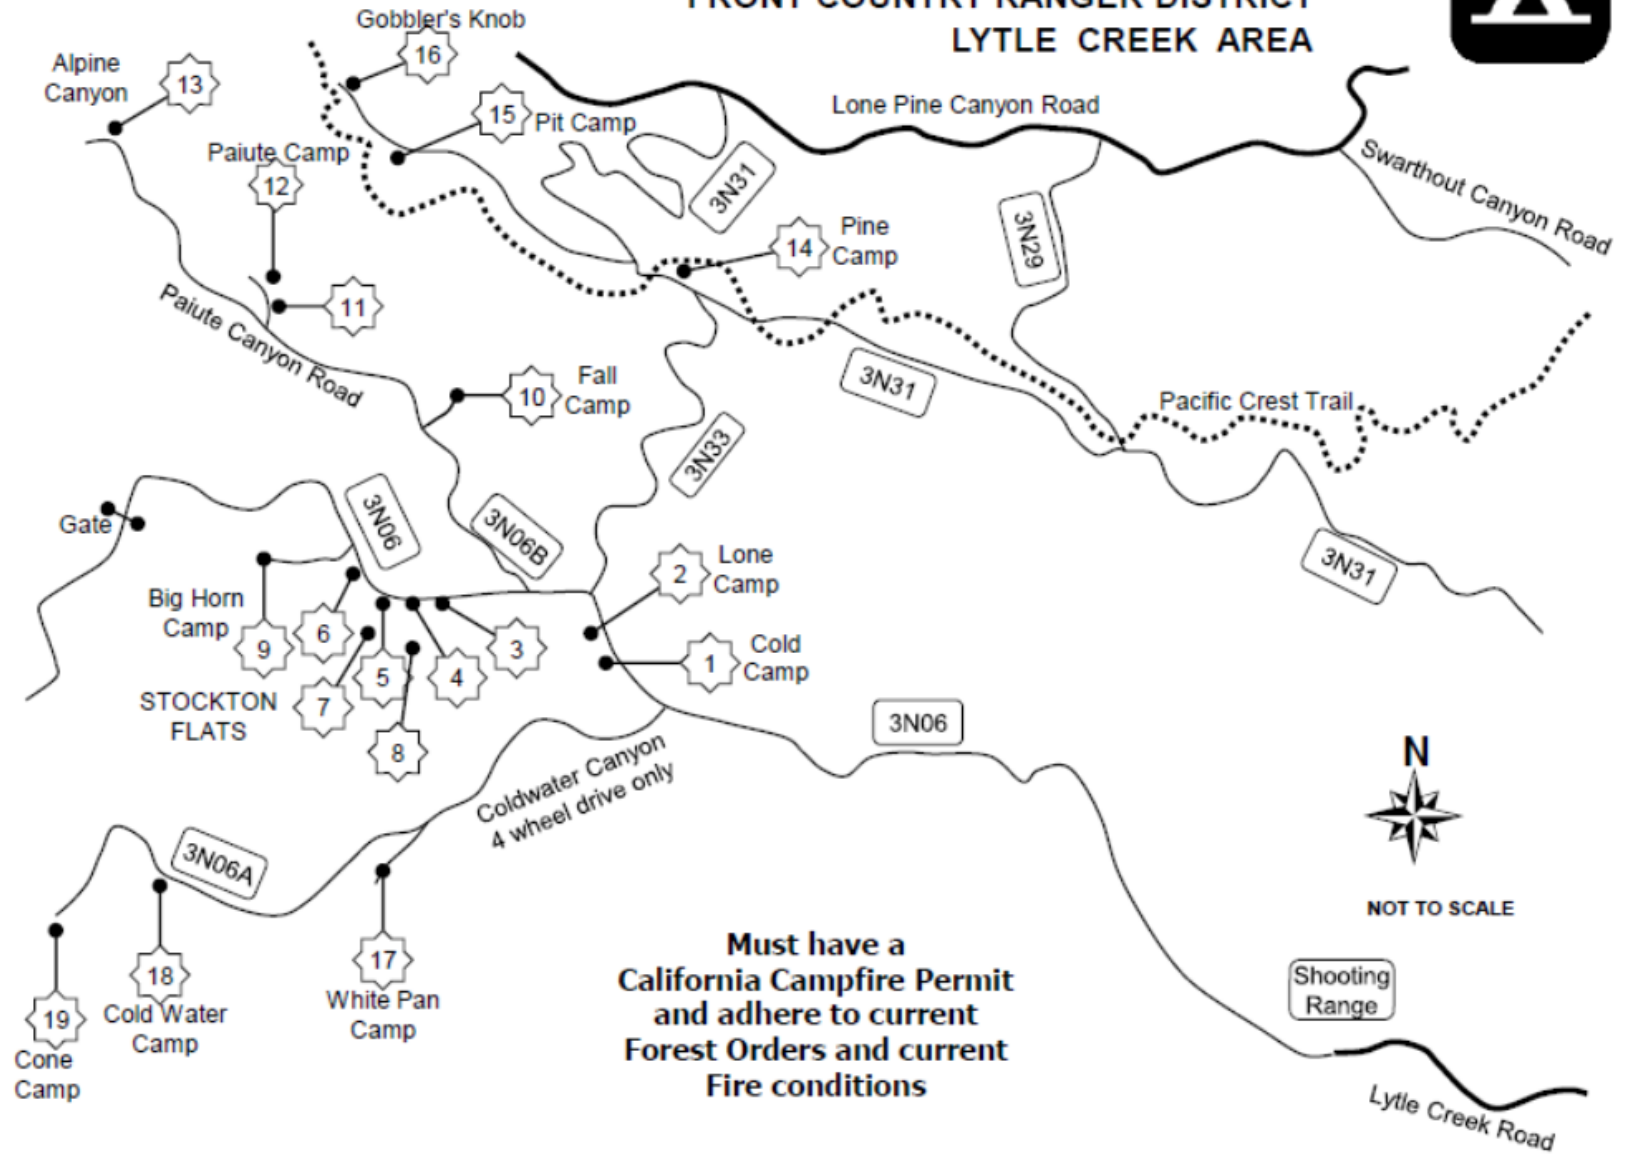 FRONT COUNTRY RANGER DISTRICT
LYTLE CREEK AREA
Gobbler's Knob
16
Alpine
Canyon
13
15
Pit Camp
Lone Pine Canyon Road
Paiute Camp
12
3N31
Swarthout Canyon Road
14
Pine
Camp
3N29
11
Paiute Canyon Road
10
Fall
Camp
3N31
Pacific Crest Trail
3N33
Gate
3N06
3N06B
2
Lone
Camp
3N31
Big Horn
Camp
9
6
3
1
Cold
Camp
5
4
7
STOCKTON
FLATS
8
3N06
Coldwater Canyon
4 wheel drive only
N
3N06A
NOT TO SCALE
17
White Pan
Camp
18
Cold Water
Camp
19
Cone
Camp
Must have a
California Campfire Permit
and adhere to current
Forest Orders and current
Fire conditions
Shooting
Range
Lytle Creek Road